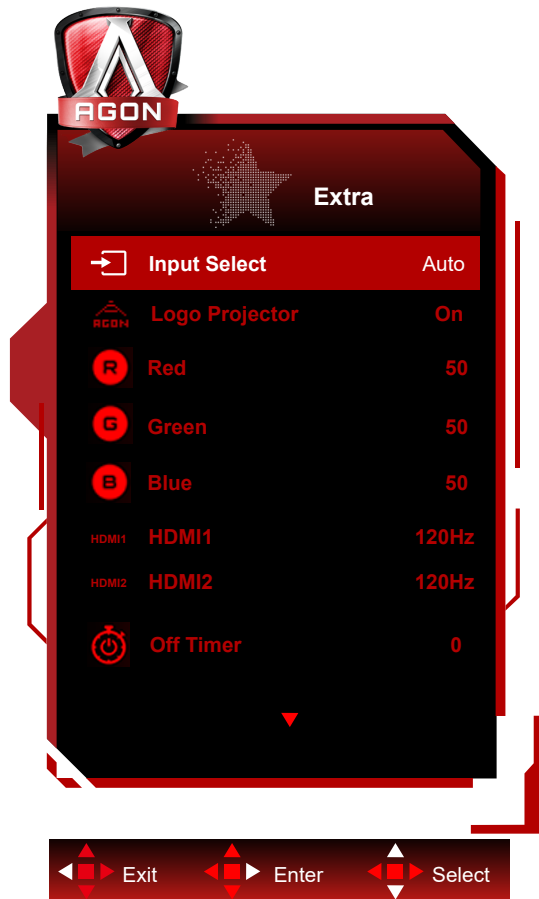 AGON
Extra
Input Select Auto
AGON Logo Projector On
R Red 50
G Green 50
B Blue 50
HDMI1 HDMI1 120Hz
HDMI2 HDMI2 120Hz
Off Timer 0
Exit Enter Select